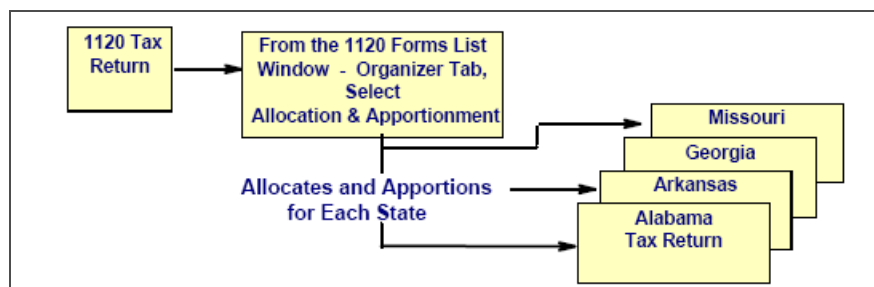 1120 Tax
Return
From the 1120 Forms List
Window - Organizer Tab,
Select
Allocation & Apportionment
Missouri
Georgia
Allocates and Apportions
for Each State
Arkansas
Alabama
Tax Return